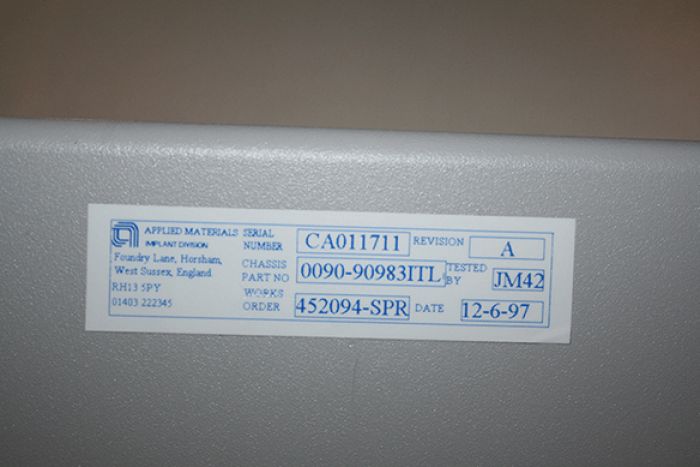 APPLIED MATERIALS
IMPLANT DIVISION
Foundry Lane, Horsham,
West Sussex, England
RH13 5PY
01403 222345
SERIAL NUMBER CA011711 REVISION A
CHASSIS PART NO 0090-90983ITL TESTED BY JM42
WORKS ORDER 452094-SPR DATE 12-6-97